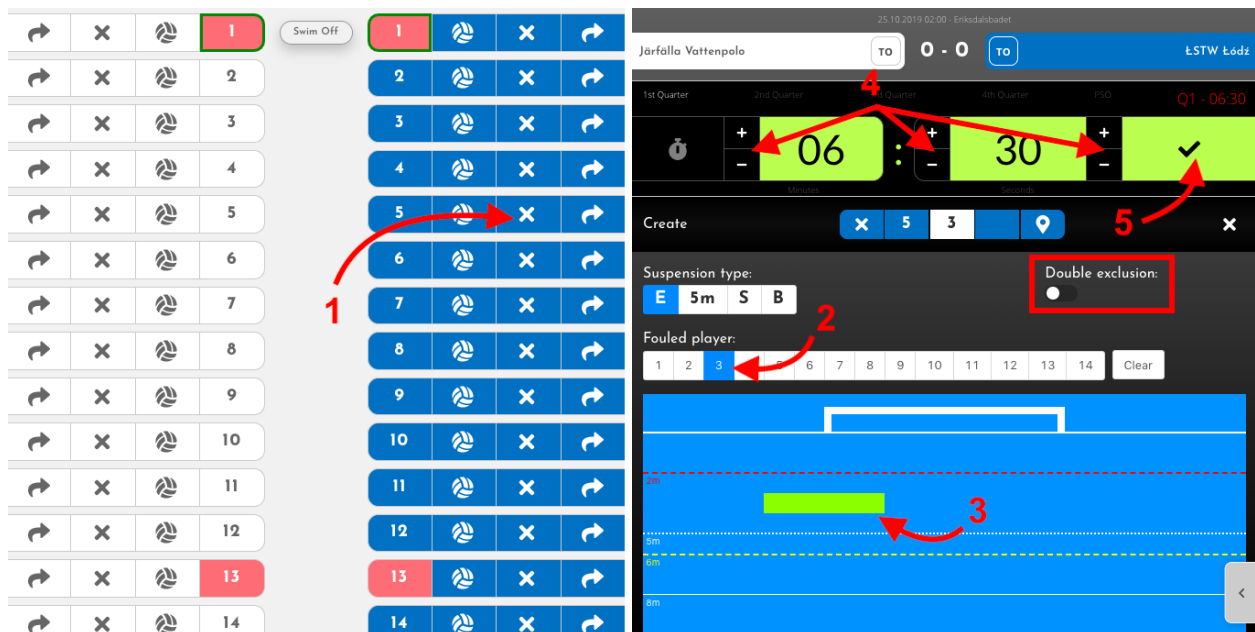 1 Swim Off 1
2 2
3 3
4 4
5 5
6 6
7 7
8 8
9 9
10 10
11 11
12 12
13 13
14 14
1
25.10.2019 02:00 - Eriksdalsbadet
Järfälla Vattenpolo TO 0 - 0 TO ŁSTW Łódź
4
1st Quarter 2nd Quarter Quarter 4th Quarter PSO Q1 - 06:30
+ 06 : + 30 +
− − −
Minutes Seconds
5
Create 5 3
Suspension type: Double exclusion:
E 5m S B
2
Fouled player:
1 2 3 5 6 7 8 9 10 11 12 13 14 Clear
2m
3
5m
6m
8m